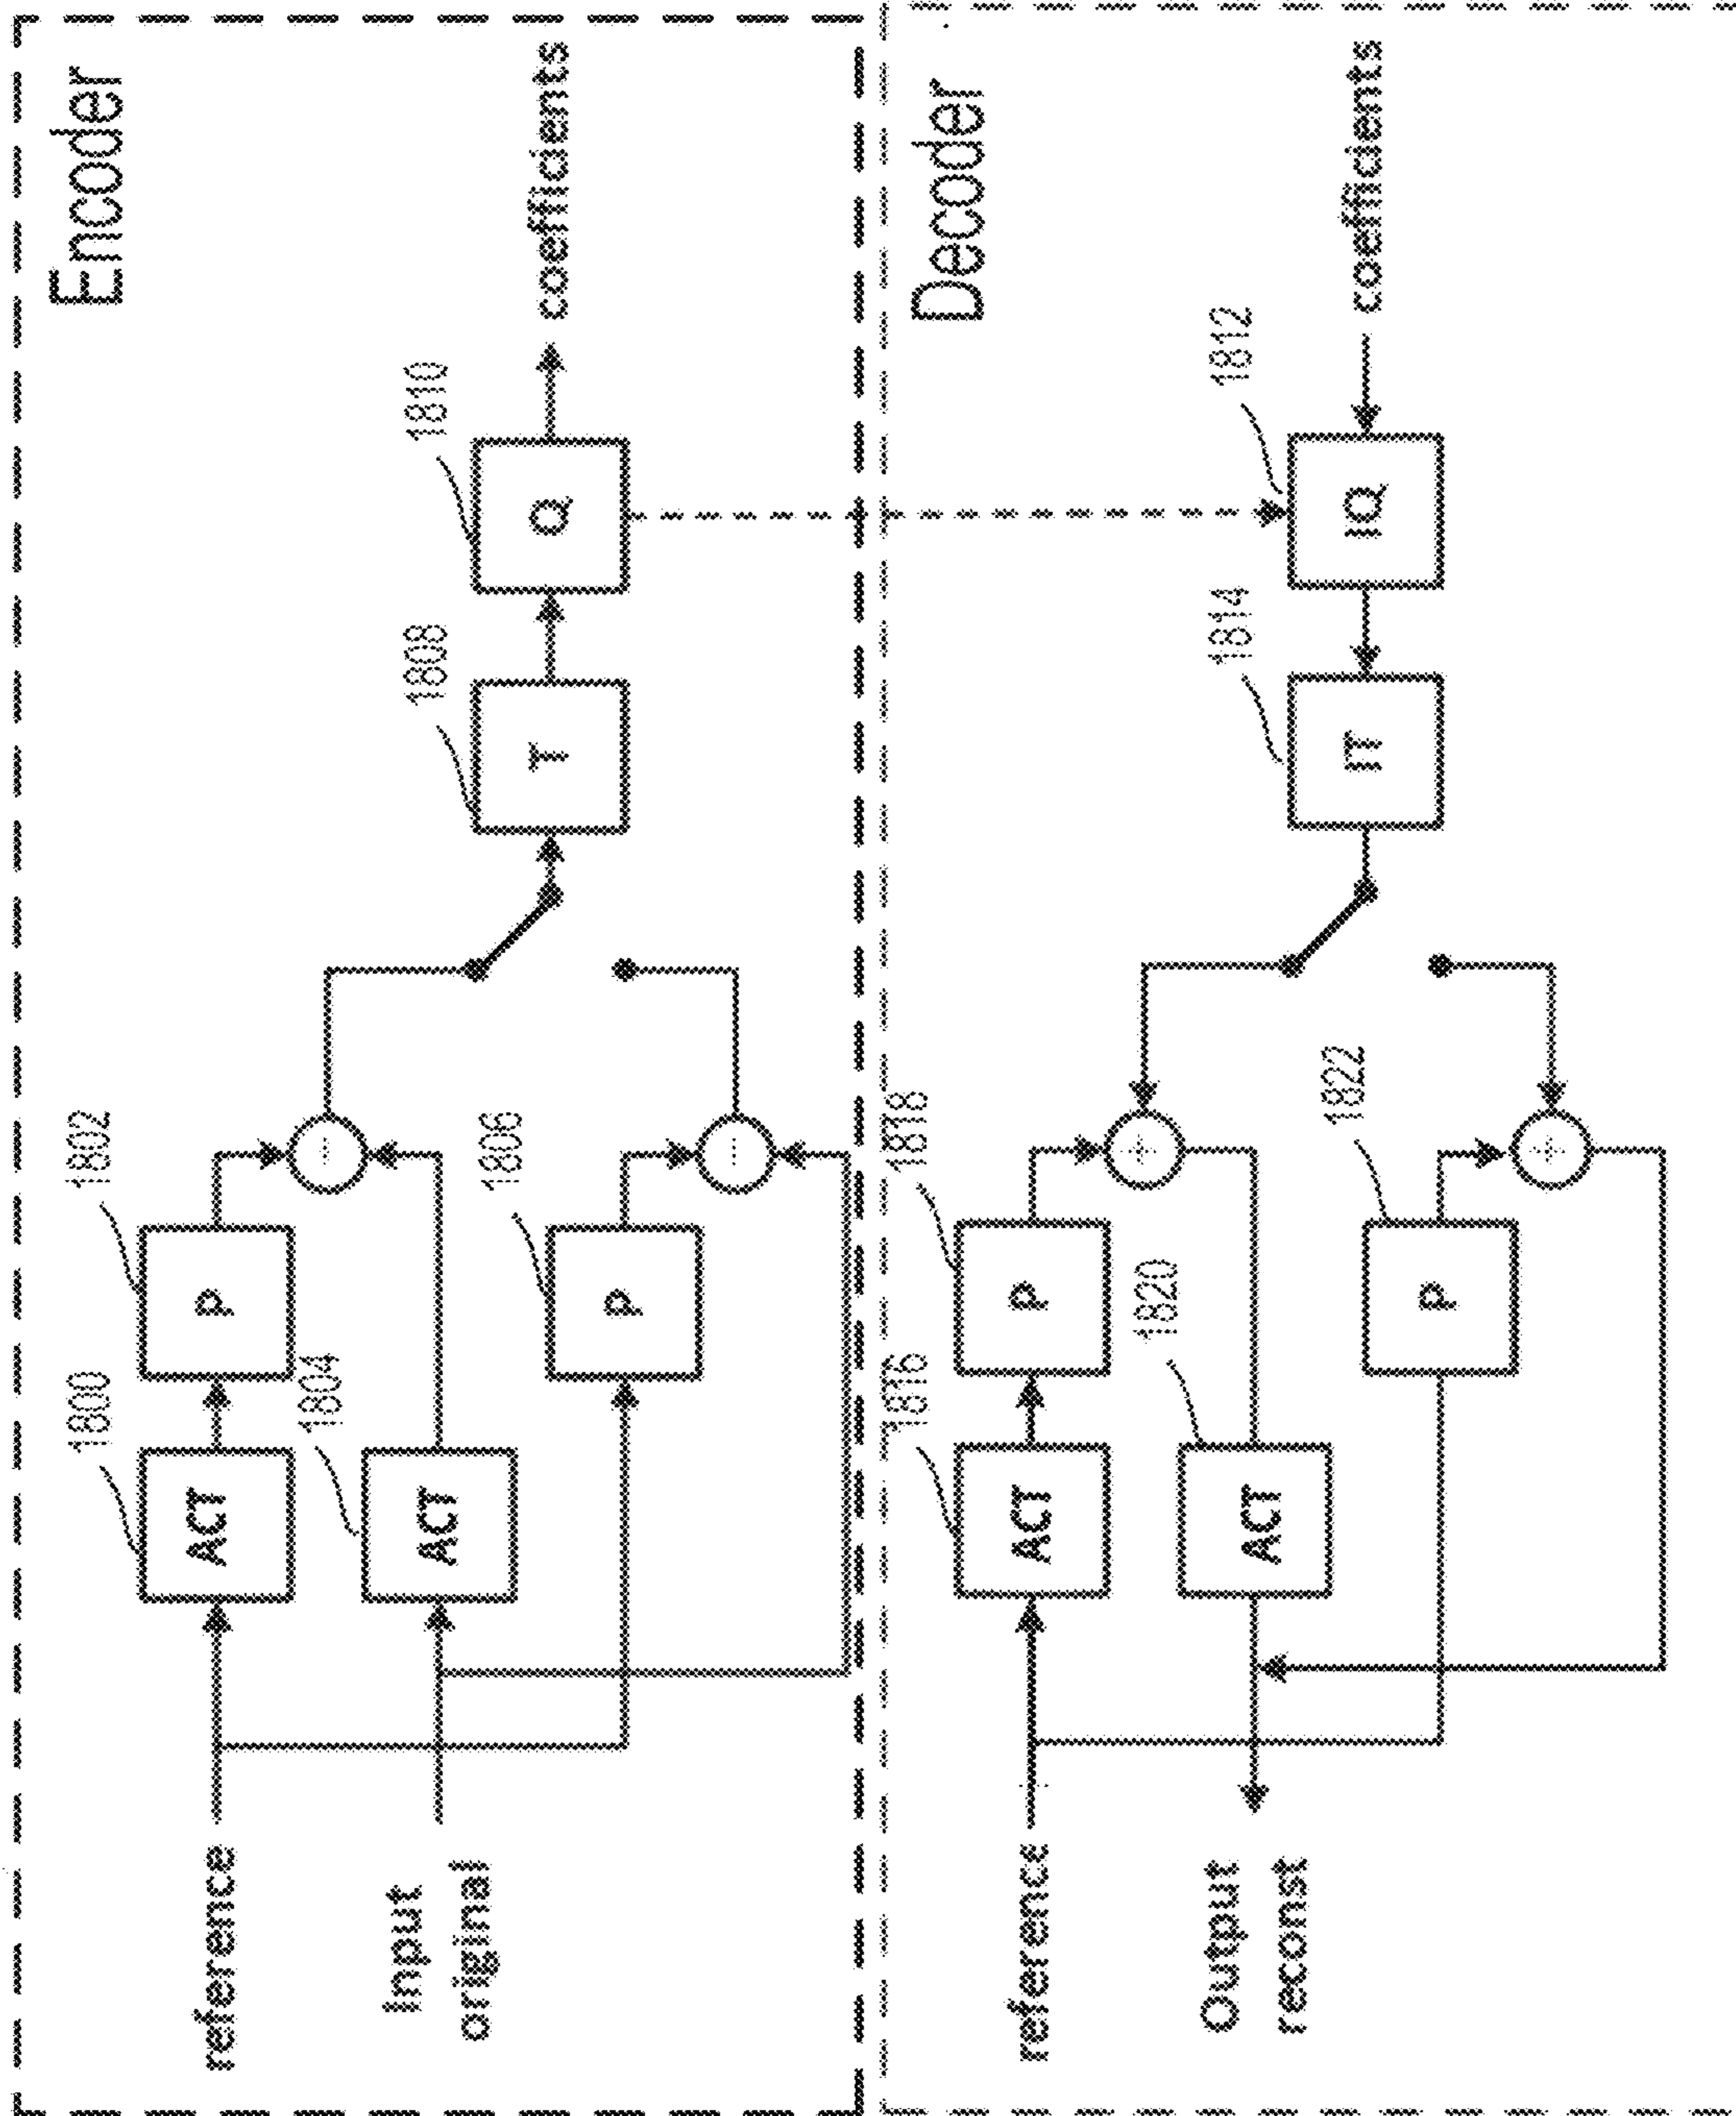 Encoder
1800
1802
ACT
P
reference
1804
ACT
Input
original
1806
P
1808
T
1810
Q
coefficients
Decoder
1816
1818
ACT
P
reference
1820
ACT
Output
reconst
1822
P
1814
IT
1812
IQ
coefficients